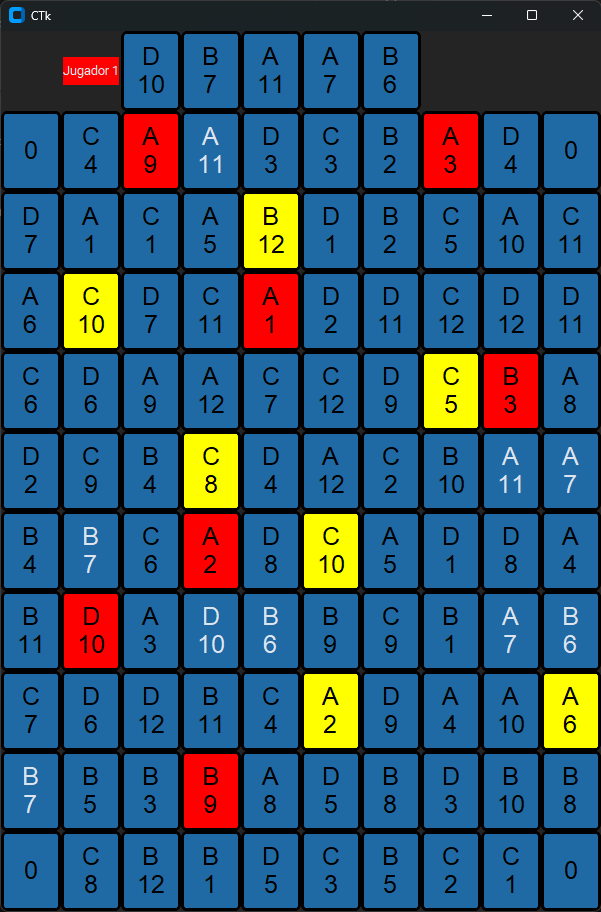 CTk
Jugador 1 D 10 B 7 A 11 A 7 B 6
0 C 4 A 9 A 11 D 3 C 3 B 2 A 3 D 4 0
D 7 A 1 C 1 A 5 B 12 D 1 B 2 C 5 A 10 C 11
A 6 C 10 D 7 C 11 A 1 D 2 D 11 C 12 D 12 D 11
C 6 D 6 A 9 A 12 C 7 C 12 D 9 C 5 B 3 A 8
D 2 C 9 B 4 C 8 D 4 A 12 C 2 B 10 A 11 A 7
B 4 B 7 C 6 A 2 D 8 C 10 A 5 D 1 D 8 A 4
B 11 D 10 A 3 D 10 B 6 B 9 C 9 B 1 A 7 B 6
C 7 D 6 D 12 B 11 C 4 A 2 D 9 A 4 A 10 A 6
B 7 B 5 B 3 B 9 A 8 D 5 B 8 D 3 B 10 B 8
0 C 8 B 12 B 1 D 5 C 3 B 5 C 2 C 1 0